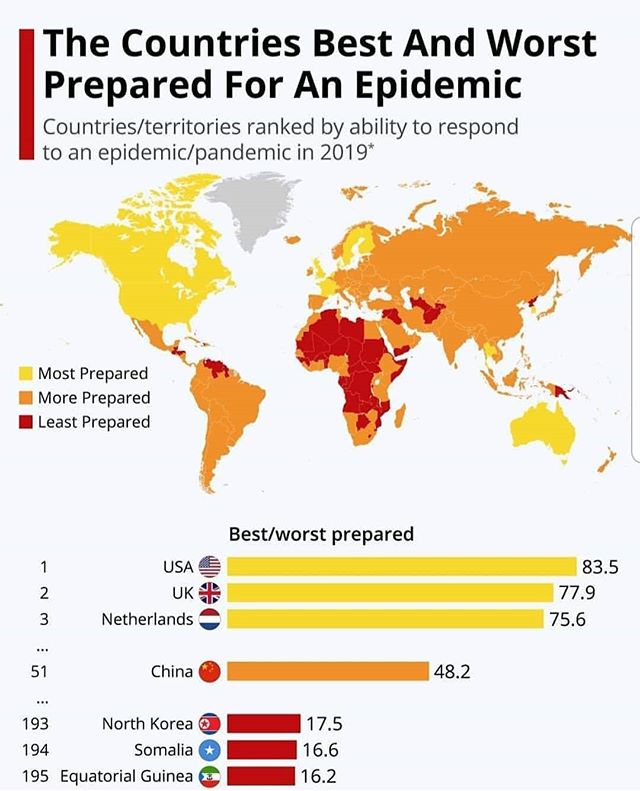 The Countries Best And Worst
Prepared For An Epidemic
Countries/territories ranked by ability to respond
to an epidemic/pandemic in 2019*
Most Prepared
More Prepared
Least Prepared
Best/worst prepared
1 USA 83.5
2 UK 77.9
3 Netherlands 75.6
...
51 China 48.2
...
193 North Korea 17.5
194 Somalia 16.6
195 Equatorial Guinea 16.2